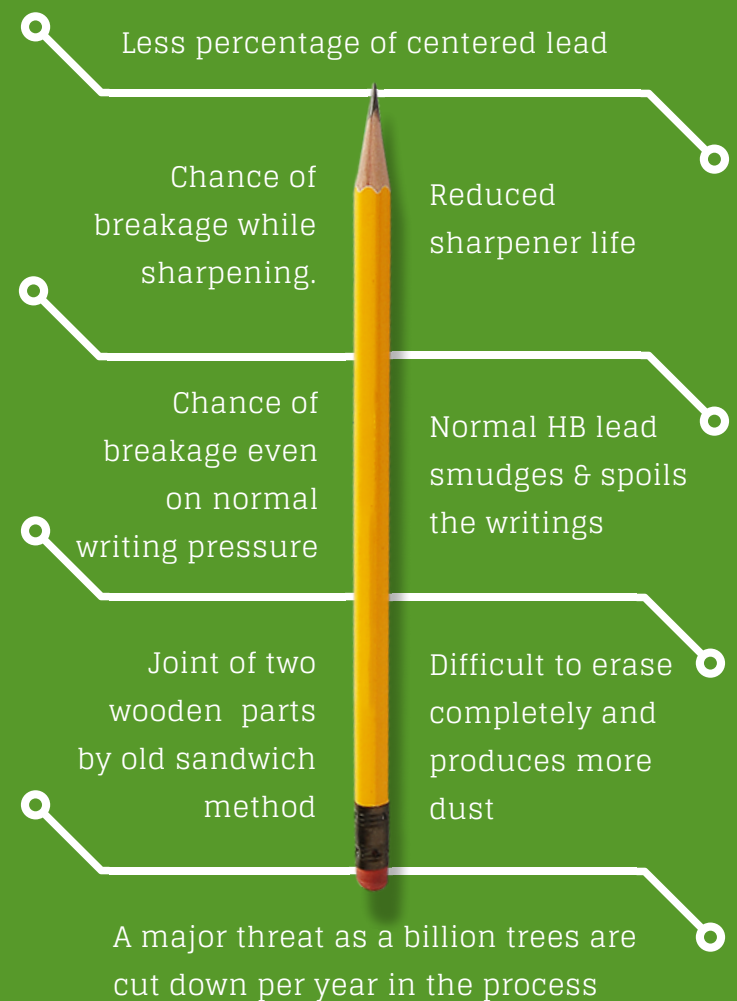 Less percentage of centered lead
Chance of
breakage while
sharpening.
Reduced
sharpener life
Chance of
breakage even
on normal
writing pressure
Normal HB lead
smudges & spoils
the writings
Joint of two
wooden parts
by old sandwich
method
Difficult to erase
completely and
produces more
dust
A major threat as a billion trees are
cut down per year in the process